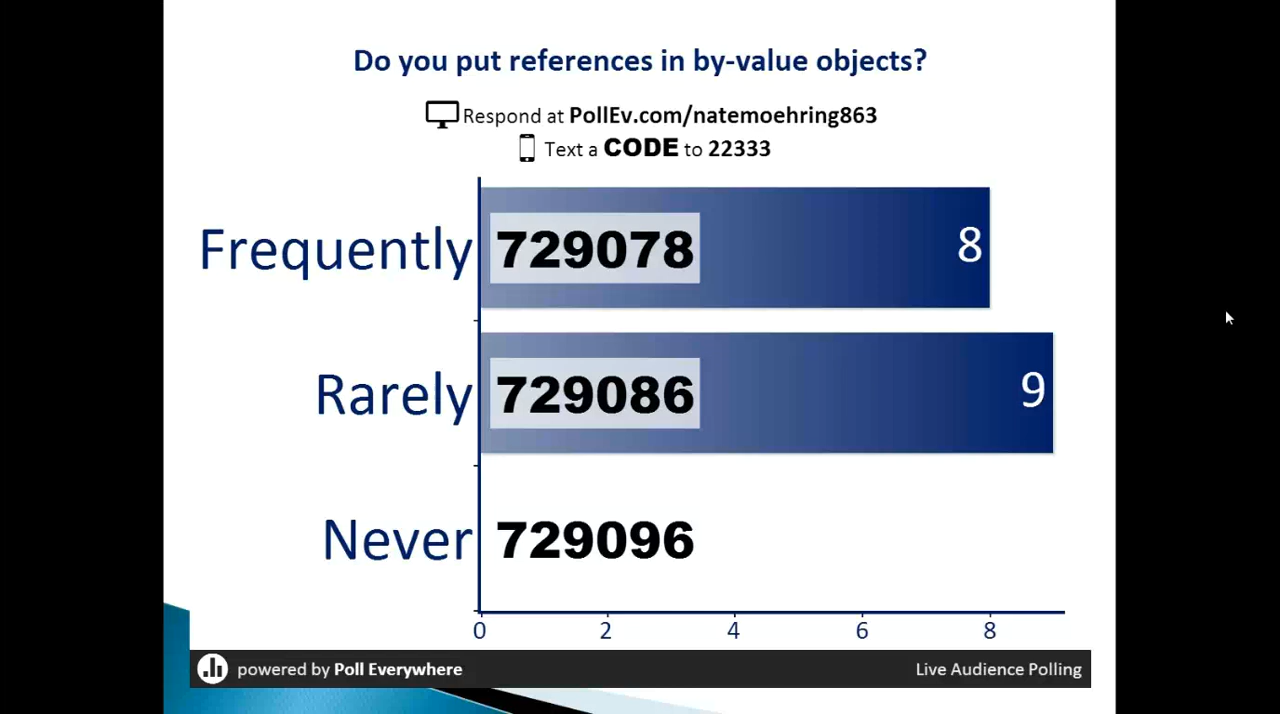 Do you put references in by-value objects?
Respond at PollEv.com/natemoehring863
Text a CODE to 22333
Frequently 729078 8
Rarely 729086 9
Never 729096
0 2 4 6 8
powered by Poll Everywhere Live Audience Polling